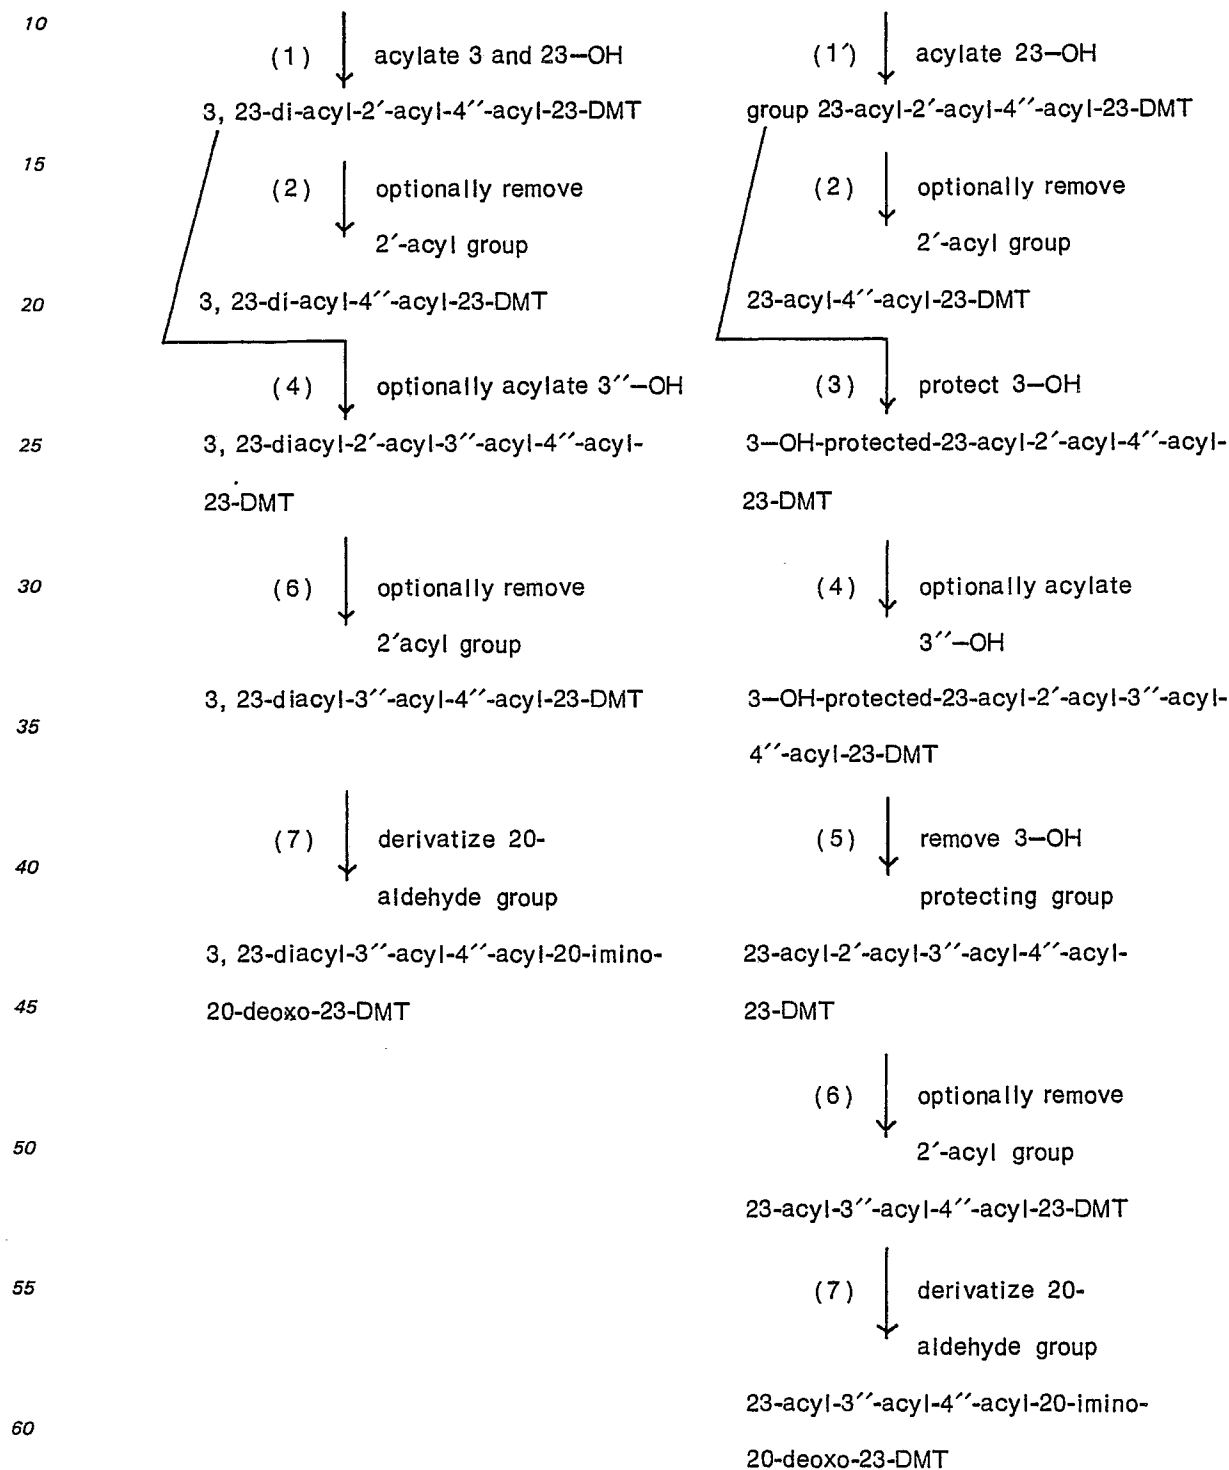 10
(1) acylate 3 and 23–OH
3, 23-di-acyl-2′-acyl-4′′-acyl-23-DMT
15
(2) optionally remove
2′-acyl group
20
3, 23-di-acyl-4′′-acyl-23-DMT
(4) optionally acylate 3′′–OH
25
3, 23-diacyl-2′-acyl-3′′-acyl-4′′-acyl-
23-DMT
30
(6) optionally remove
2′acyl group
3, 23-diacyl-3′′-acyl-4′′-acyl-23-DMT
35
(7) derivatize 20-
40
aldehyde group
3, 23-diacyl-3′′-acyl-4′′-acyl-20-imino-
45
20-deoxo-23-DMT
(1′) acylate 23–OH
group 23-acyl-2′-acyl-4′′-acyl-23-DMT
(2) optionally remove
2′-acyl group
23-acyl-4′′-acyl-23-DMT
(3) protect 3–OH
3–OH-protected-23-acyl-2′-acyl-4′′-acyl-
23-DMT
(4) optionally acylate
3′′–OH
3–OH-protected-23-acyl-2′-acyl-3′′-acyl-
4′′-acyl-23-DMT
(5) remove 3–OH
protecting group
23-acyl-2′-acyl-3′′-acyl-4′′-acyl-
23-DMT
(6) optionally remove
50
2′-acyl group
23-acyl-3′′-acyl-4′′-acyl-23-DMT
55
(7) derivatize 20-
aldehyde group
23-acyl-3′′-acyl-4′′-acyl-20-imino-
60
20-deoxo-23-DMT